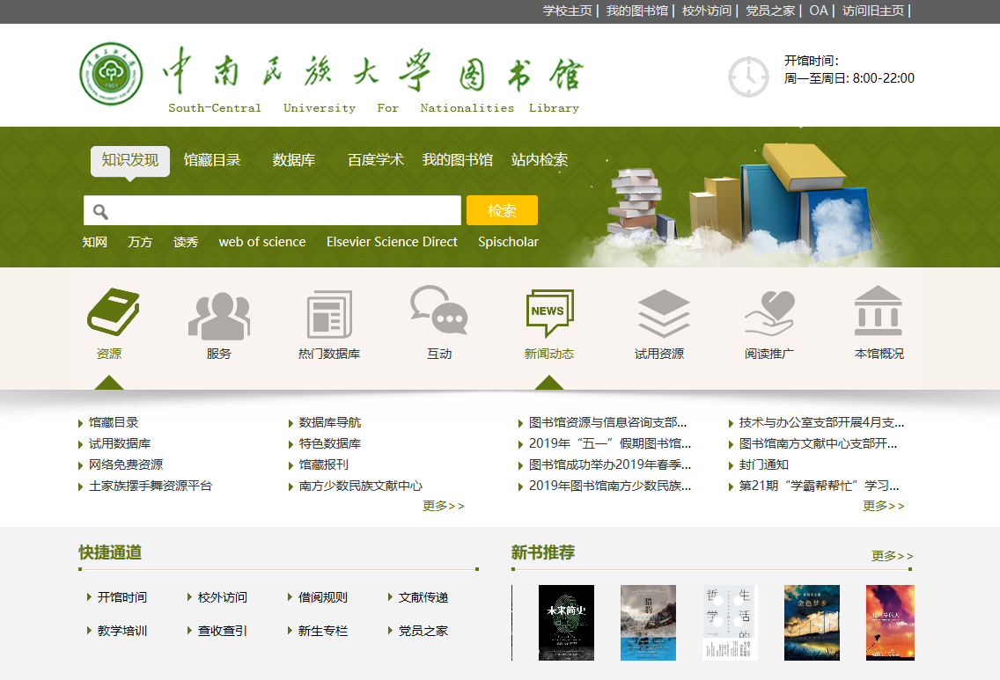 学校主页 | 我的图书馆 | 校外访问 | 党员之家 | OA | 访问旧主页 |
中南民族大学图书馆
South-Central University For Nationalities Library
开馆时间:
周一至周日: 8:00-22:00
知识发现 馆藏目录 数据库 百度学术 我的图书馆 站内检索
检索
知网 万方 读秀 web of science Elsevier Science Direct Spischolar
NEWS
资源 服务 热门数据库 互动 新闻动态 试用资源 阅读推广 本馆概况
馆藏目录 数据库导航 图书馆资源与信息咨询支部... 技术与办公室支部开展4月支...
试用数据库 特色数据库 2019年“五一”假期图书馆... 图书馆南方文献中心支部开...
网络免费资源 馆藏报刊 图书馆成功举办2019年春季... 封门通知
土家族摆手舞资源平台 南方少数民族文献中心 2019年图书馆南方少数民族... 第21期“学霸帮帮忙”学习...
更多>> 更多>>
快捷通道 新书推荐 更多>>
开馆时间 校外访问 借阅规则 文献传递
教学培训 查收查引 新生专栏 党员之家
未来简史
猎豹
生活的
哲学
金色梦乡